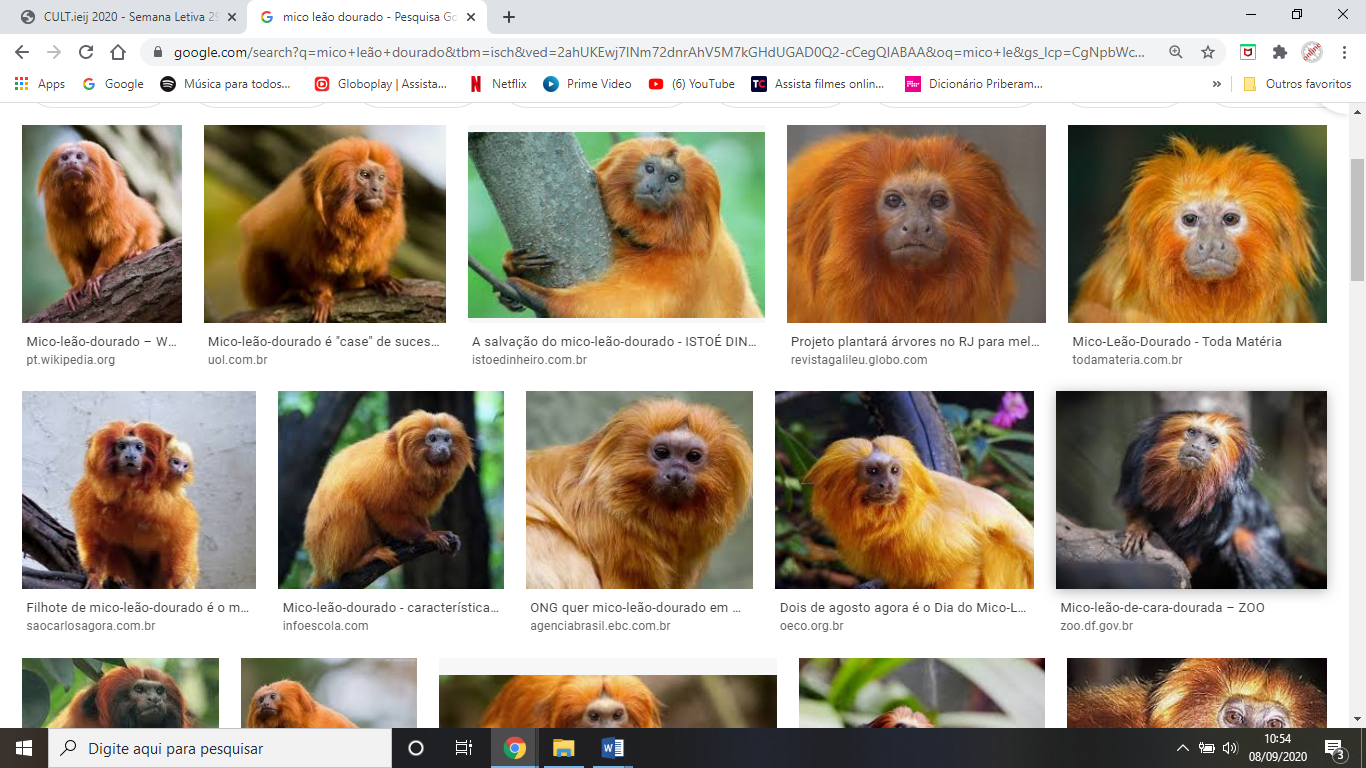 CULT.ieij 2020 - Semana Letiva 29
mico leão dourado - Pesquisa Go
google.com/search?q=mico+leão+dourado&tbm=isch&ved=2ahUKEwj7INm72dnrAhV5M7kGHdUGAD0Q2-cCegQIABAA&oq=mico+le&gs_lcp=CgNpbWc...
Apps
Google
Música para todos...
Globoplay | Assista...
Netflix
Prime Video
(6) YouTube
Assista filmes onlin...
Dicionário Priberam...
Outros favoritos
Mico-leão-dourado – W...
pt.wikipedia.org
Mico-leão-dourado é "case" de suces...
uol.com.br
A salvação do mico-leão-dourado - ISTOÉ DIN...
istoedinheiro.com.br
Projeto plantará árvores no RJ para mel...
revistagalileu.globo.com
Mico-Leão-Dourado - Toda Matéria
todamateria.com.br
Filhote de mico-leão-dourado é o m...
saocarlosagora.com.br
Mico-leão-dourado - característica...
infoescola.com
ONG quer mico-leão-dourado em ...
agenciabrasil.ebc.com.br
Dois de agosto agora é o Dia do Mico-L...
oeco.org.br
Mico-leão-de-cara-dourada – ZOO
zoo.df.gov.br
Digite aqui para pesquisar
10:54
08/09/2020
3